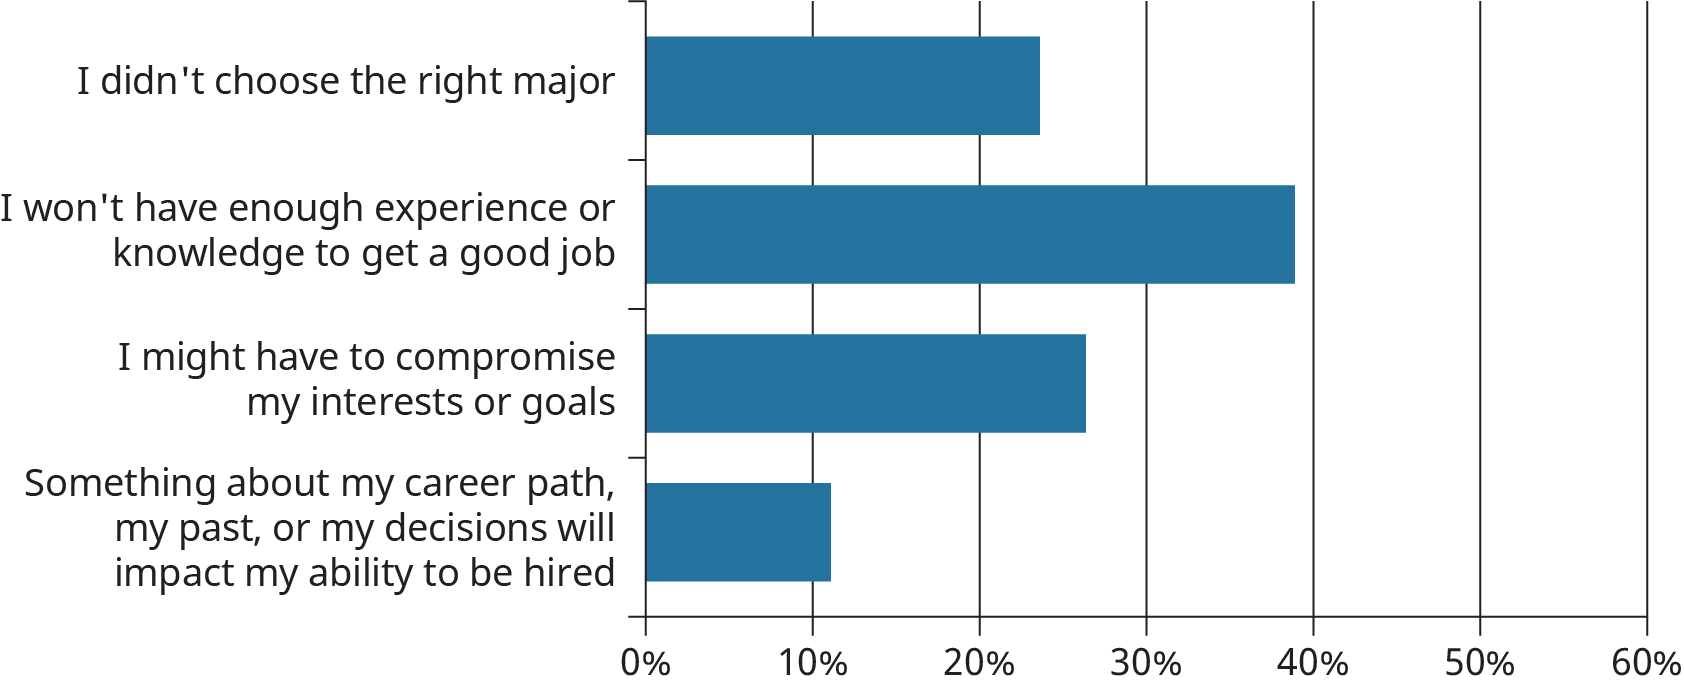 I didn't choose the right major
I won't have enough experience or
knowledge to get a good job
I might have to compromise
my interests or goals
Something about my career path,
my past, or my decisions will
impact my ability to be hired
0% 10% 20% 30% 40% 50% 60%